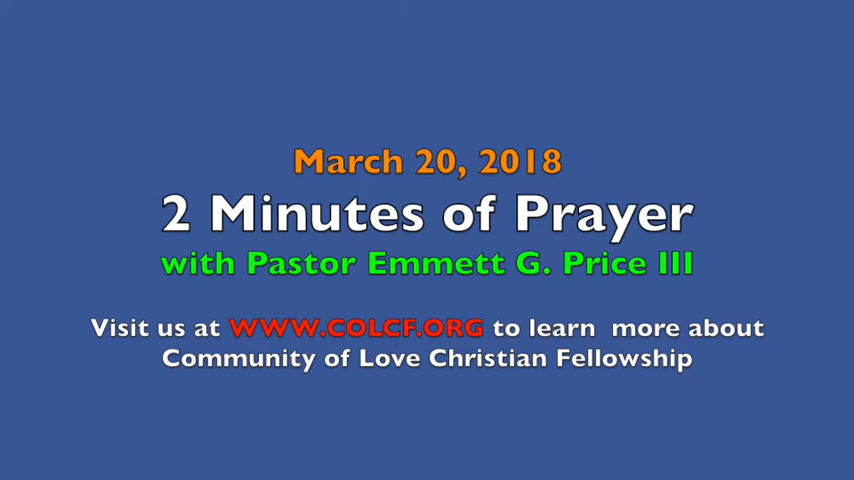 March 20, 2018
2 Minutes of Prayer
with Pastor Emmett G. Price III
Visit us at WWW.COLCF.ORG to learn  more about
Community of Love Christian Fellowship